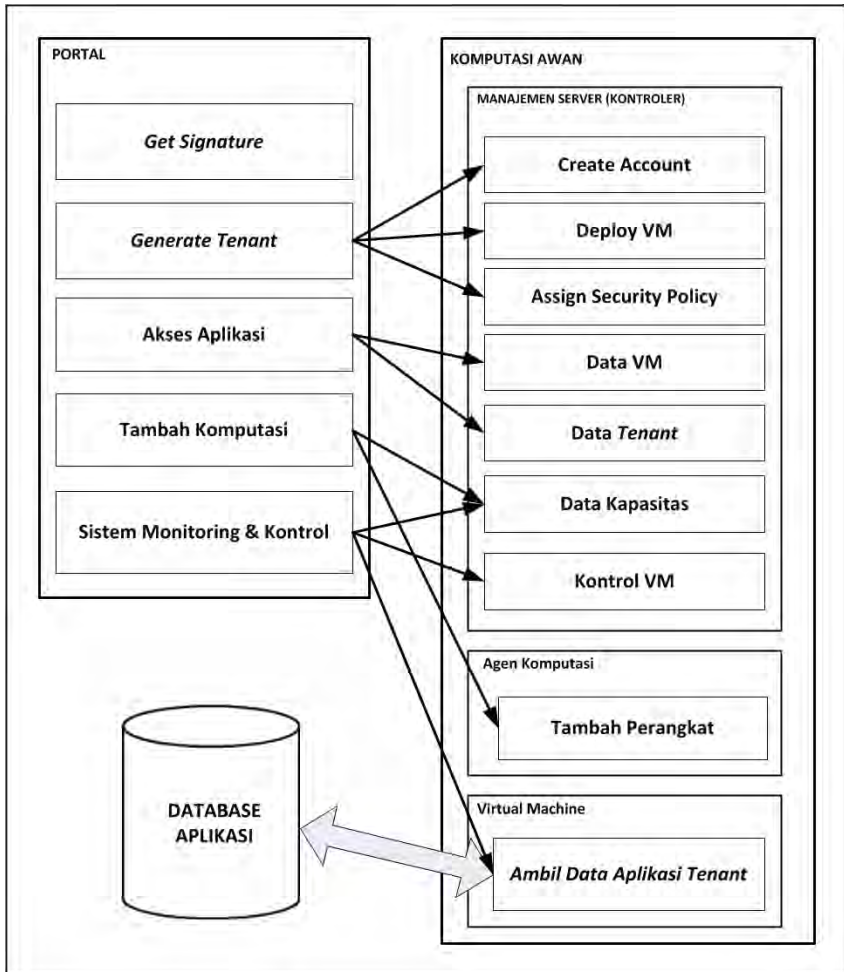 PORTAL
Get Signature
Generate Tenant
Akses Aplikasi
Tambah Komputasi
Sistem Monitoring & Kontrol
DATABASE
APLIKASI
KOMPUTASI AWAN
MANAJEMEN SERVER (KONTROLER)
Create Account
Deploy VM
Assign Security Policy
Data VM
Data Tenant
Data Kapasitas
Kontrol VM
Agen Komputasi
Tambah Perangkat
Virtual Machine
Ambil Data Aplikasi Tenant